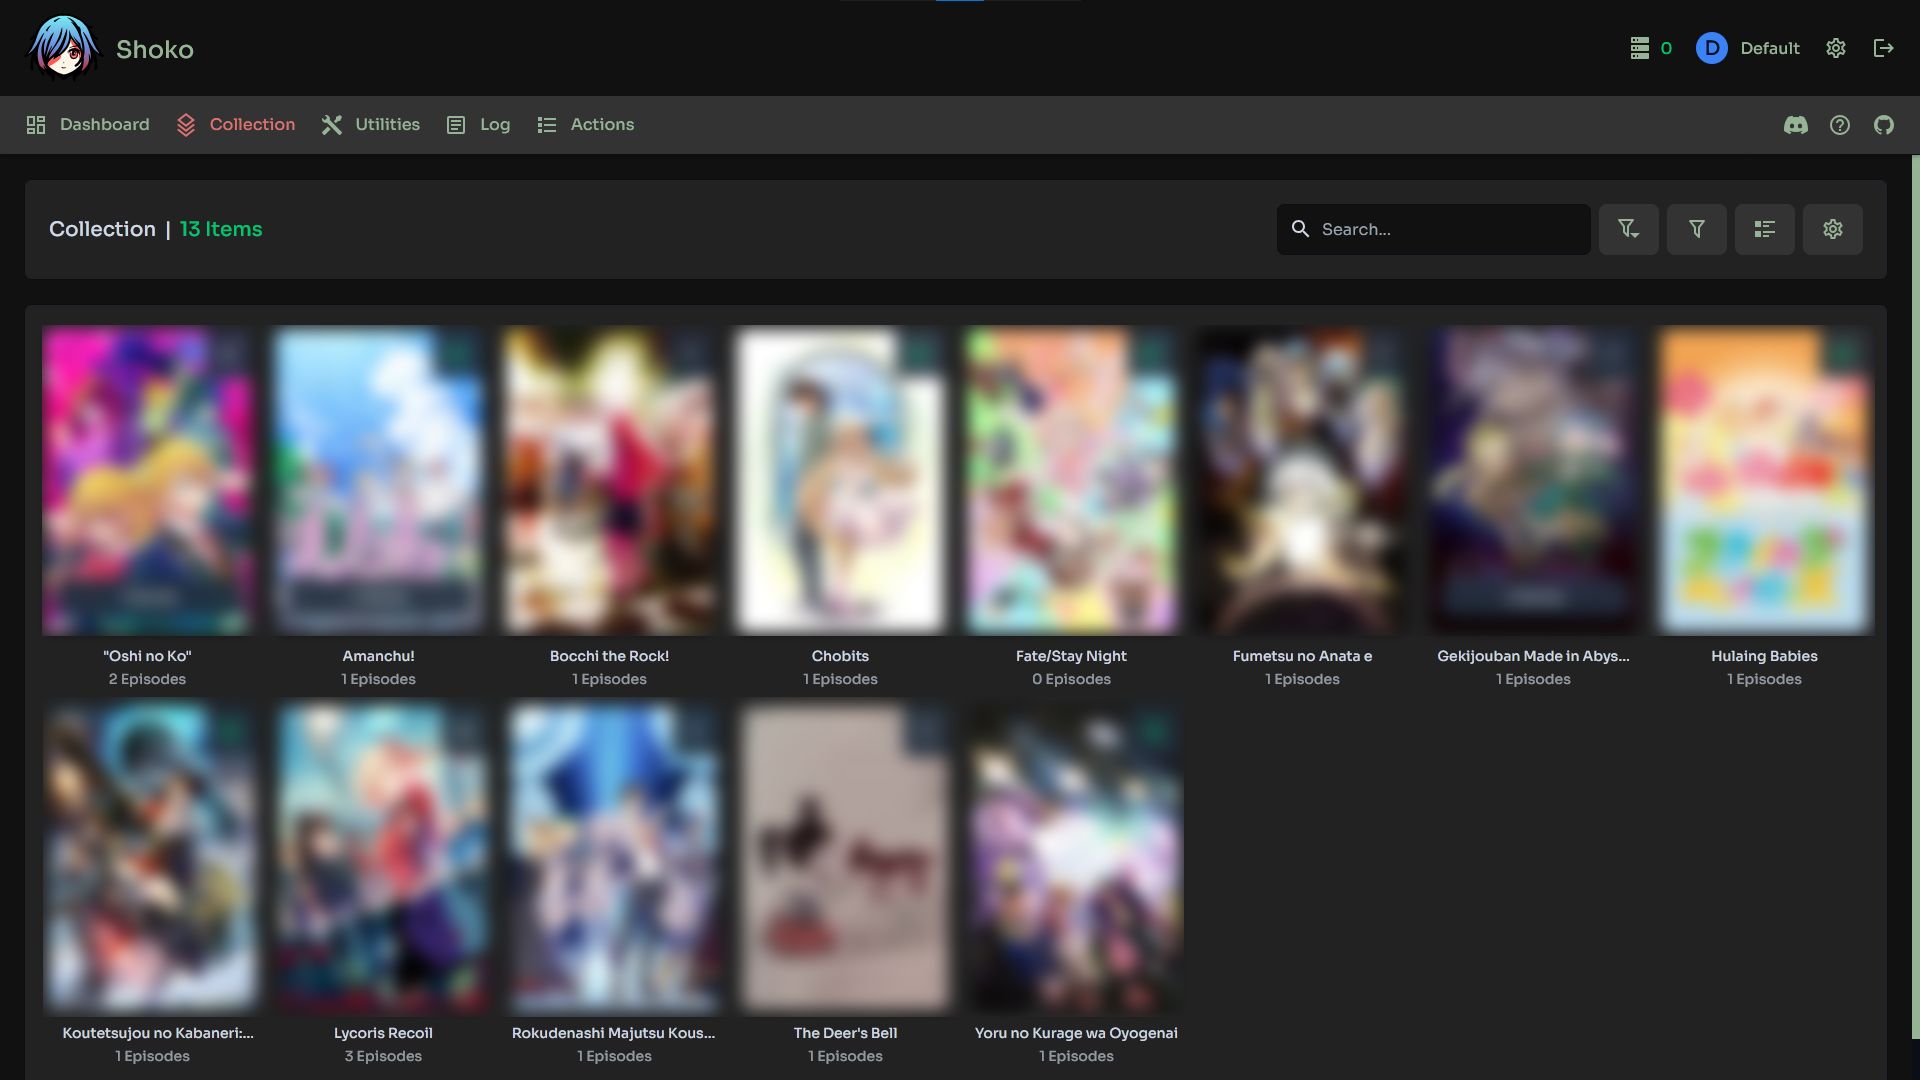 Shoko
0
D
Default
Dashboard
Collection
Utilities
Log
Actions
Collection | 13 Items
Search...
"Oshi no Ko"
2 Episodes
Amanchu!
1 Episodes
Bocchi the Rock!
1 Episodes
Chobits
1 Episodes
Fate/Stay Night
0 Episodes
Fumetsu no Anata e
1 Episodes
Gekijouban Made in Abys...
1 Episodes
Hulaing Babies
1 Episodes
Koutetsujou no Kabaneri:...
1 Episodes
Lycoris Recoil
3 Episodes
Rokudenashi Majutsu Kous...
1 Episodes
The Deer's Bell
1 Episodes
Yoru no Kurage wa Oyogenai
1 Episodes